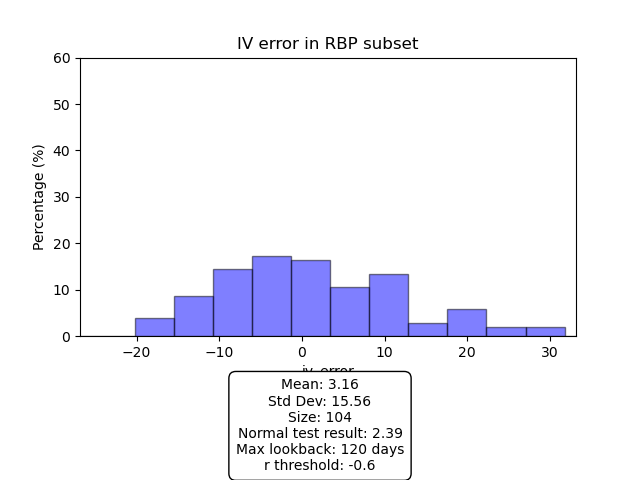 IV error in RBP subset
60
50
40
30
20
10
0
Percentage (%)
−20
−10
0
10
20
30
iv_error
Mean: 3.16
Std Dev: 15.56
Size: 104
Normal test result: 2.39
Max lookback: 120 days
r threshold: -0.6